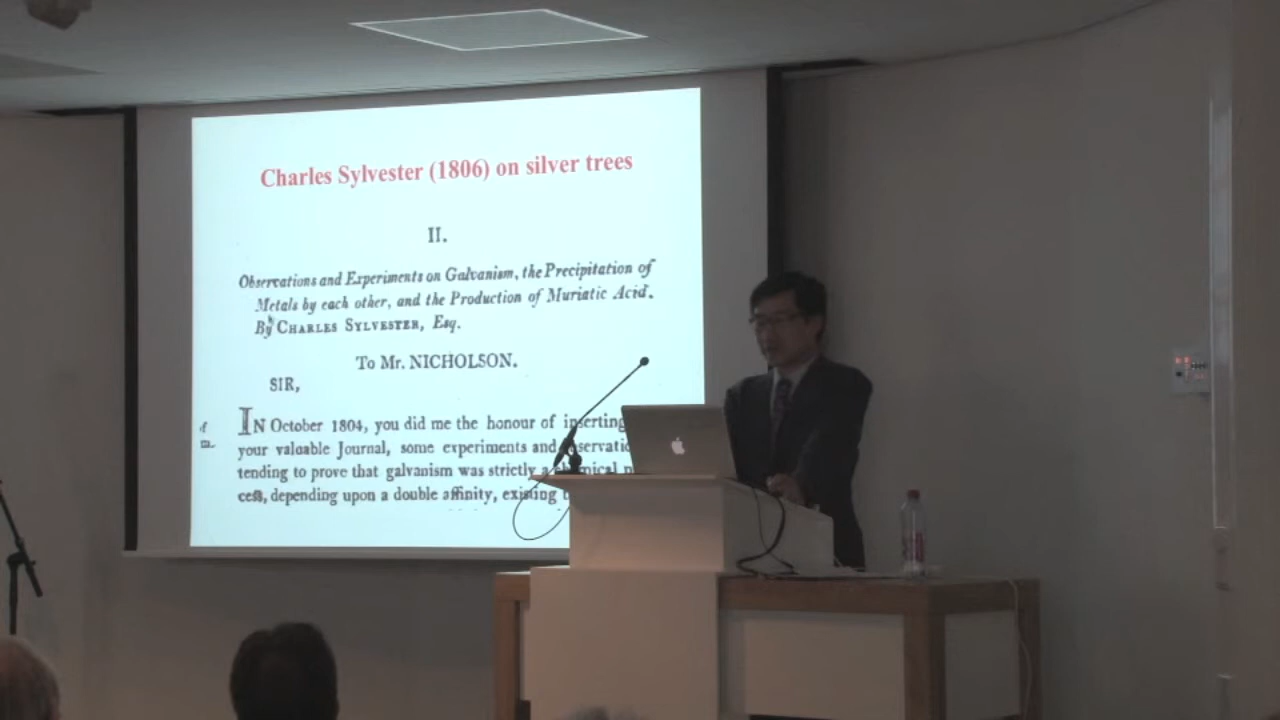 Charles Sylvester (1806) on silver trees
II.
Observations and Experiments on Galvanism, the Precipitation of
Metals by each other, and the Production of Muriatic Acid.
By CHARLES SYLVESTER, Esq.
To Mr. NICHOLSON.
SIR,
IN October 1804, you did me the honour of inserting
your valuable Journal, some experiments and
tending to prove that galvanism was strictly a
cess, depending upon a double affinity, existing